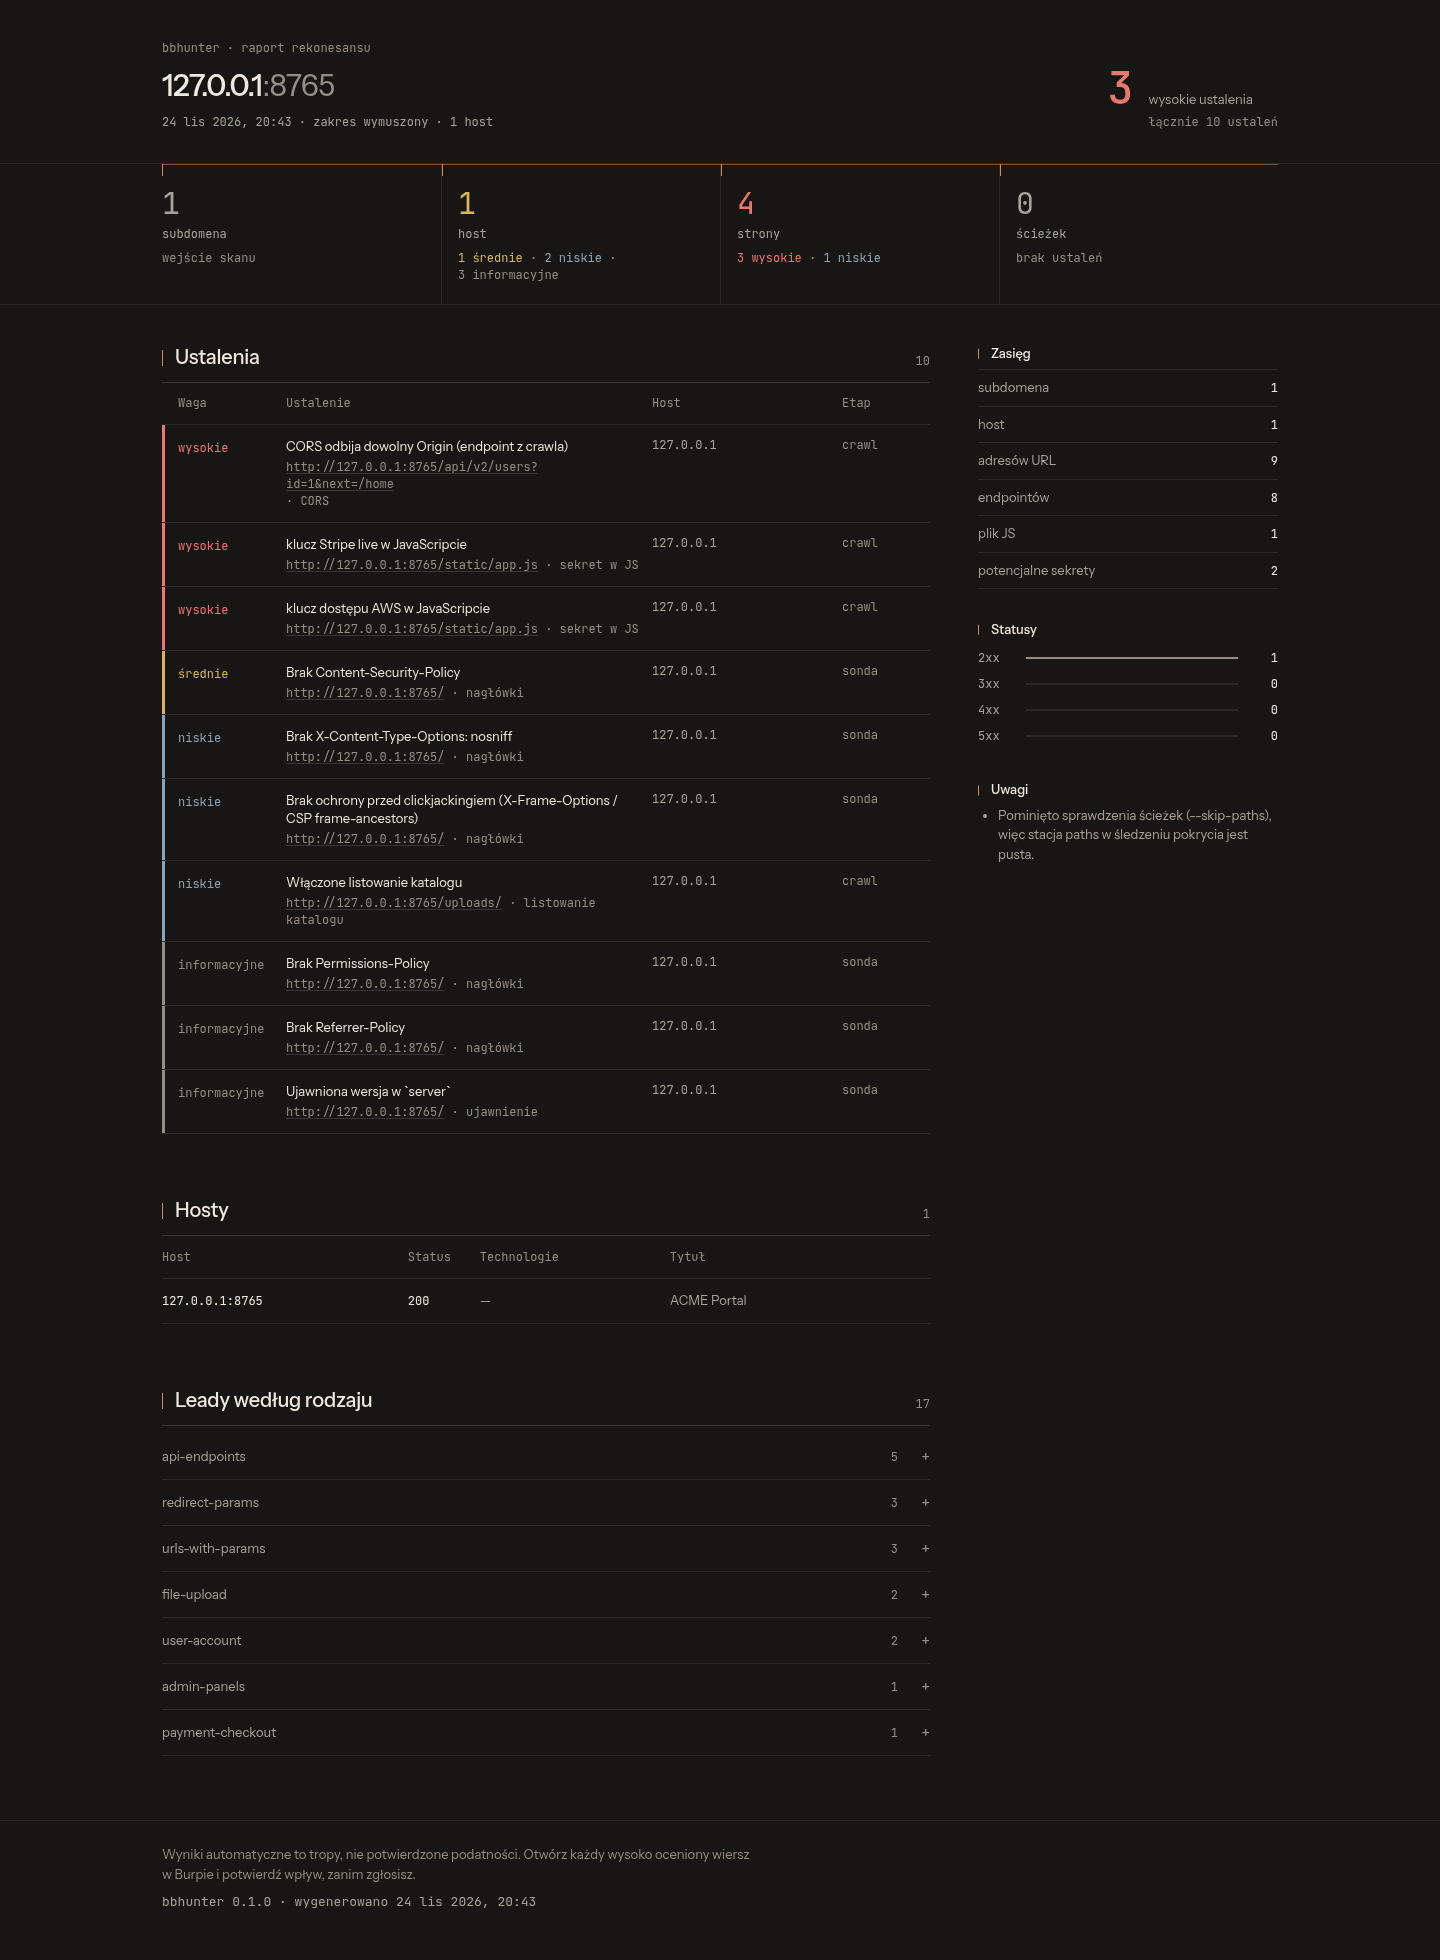 bbhunter · raport rekonesansu
127.0.0.1:8765
24 lis 2026, 20:43 · zakres wymuszony · 1 host
3 wysokie ustalenia
łącznie 10 ustaleń
1
subdomena
wejście skanu
1
host
1 średnie · 2 niskie ·
3 informacyjne
4
strony
3 wysokie · 1 niskie
0
ścieżek
brak ustaleń
Ustalenia 10
Waga Ustalenie Host Etap
wysokie CORS odbija dowolny Origin (endpoint z crawla) 127.0.0.1 crawl
http://127.0.0.1:8765/api/v2/users?
id=1&next=/home
· CORS
wysokie klucz Stripe live w JavaScripcie 127.0.0.1 crawl
http://127.0.0.1:8765/static/app.js · sekret w JS
wysokie klucz dostępu AWS w JavaScripcie 127.0.0.1 crawl
http://127.0.0.1:8765/static/app.js · sekret w JS
średnie Brak Content-Security-Policy 127.0.0.1 sonda
http://127.0.0.1:8765/ · nagłówki
niskie Brak X-Content-Type-Options: nosniff 127.0.0.1 sonda
http://127.0.0.1:8765/ · nagłówki
niskie Brak ochrony przed clickjackingiem (X-Frame-Options / 127.0.0.1 sonda
CSP frame-ancestors)
http://127.0.0.1:8765/ · nagłówki
niskie Włączone listowanie katalogu 127.0.0.1 crawl
http://127.0.0.1:8765/uploads/ · listowanie
katalogu
informacyjne Brak Permissions-Policy 127.0.0.1 sonda
http://127.0.0.1:8765/ · nagłówki
informacyjne Brak Referrer-Policy 127.0.0.1 sonda
http://127.0.0.1:8765/ · nagłówki
informacyjne Ujawniona wersja w `server` 127.0.0.1 sonda
http://127.0.0.1:8765/ · ujawnienie
Hosty 1
Host Status Technologie Tytuł
127.0.0.1:8765 200 — ACME Portal
Leady według rodzaju 17
api-endpoints 5 +
redirect-params 3 +
urls-with-params 3 +
file-upload 2 +
user-account 2 +
admin-panels 1 +
payment-checkout 1 +
Zasięg
subdomena 1
host 1
adresów URL 9
endpointów 8
plik JS 1
potencjalne sekrety 2
Statusy
2xx 1
3xx 0
4xx 0
5xx 0
Uwagi
• Pominięto sprawdzenia ścieżek (--skip-paths),
więc stacja paths w śledzeniu pokrycia jest
pusta.
Wyniki automatyczne to tropy, nie potwierdzone podatności. Otwórz każdy wysoko oceniony wiersz
w Burpie i potwierdź wpływ, zanim zgłosisz.
bbhunter 0.1.0 · wygenerowano 24 lis 2026, 20:43